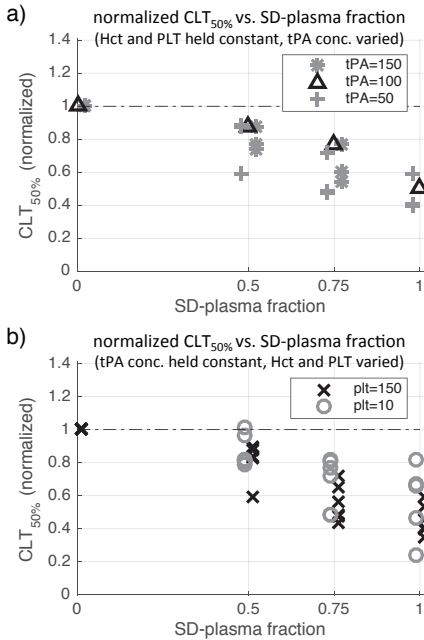 a)
normalized CLT50% vs. SD-plasma fraction
(Hct and PLT held constant, tPA conc. varied)
1.4
1.2
1
0.8
0.6
0.4
0.2
0
CLT50% (normalized)
tPA=150
tPA=100
tPA=50
0
0.5
0.75
1
SD-plasma fraction
b)
normalized CLT50% vs. SD-plasma fraction
(tPA conc. held constant, Hct and PLT varied)
1.4
1.2
1
0.8
0.6
0.4
0.2
0
CLT50% (normalized)
plt=150
plt=10
0
0.5
0.75
1
SD-plasma fraction